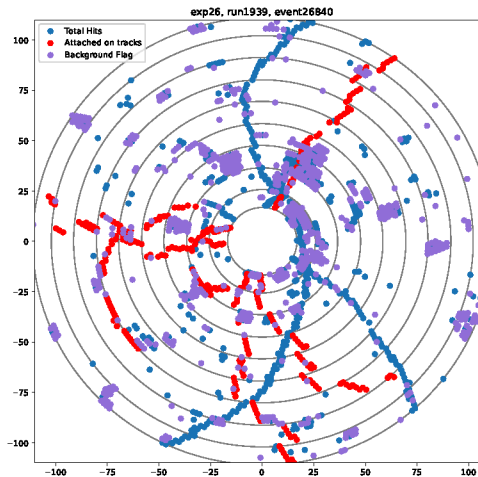 exp26, run1939, event26840
Total Hits
Attached on tracks
Background Flag
100
75
50
25
0
−25
−50
−75
−100
−100 −75 −50 −25 0 25 50 75 100